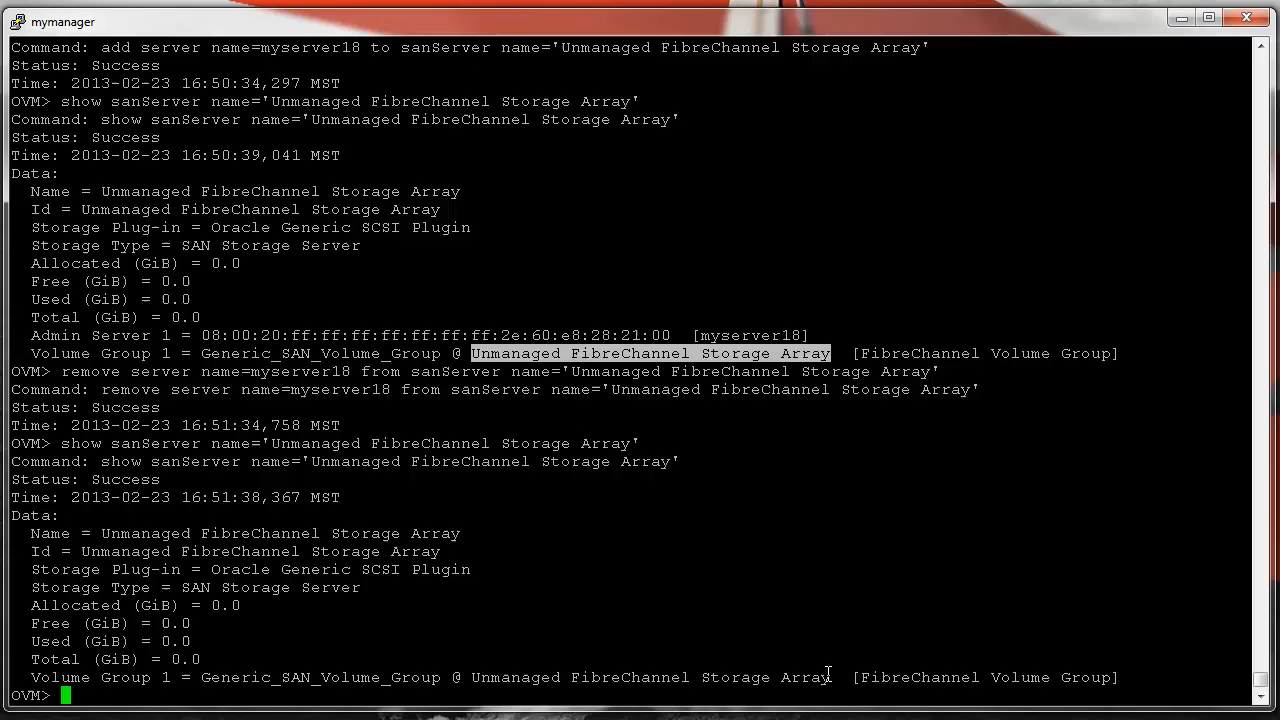 mymanager
Command: add server name=myserver18 to sanServer name='Unmanaged FibreChannel Storage Array'
Status: Success
Time: 2013-02-23 16:50:34,297 MST
OVM> show sanServer name='Unmanaged FibreChannel Storage Array'
Command: show sanServer name='Unmanaged FibreChannel Storage Array'
Status: Success
Time: 2013-02-23 16:50:39,041 MST
Data:
Name = Unmanaged FibreChannel Storage Array
Id = Unmanaged FibreChannel Storage Array
Storage Plug-in = Oracle Generic SCSI Plugin
Storage Type = SAN Storage Server
Allocated (GiB) = 0.0
Free (GiB) = 0.0
Used (GiB) = 0.0
Total (GiB) = 0.0
Admin Server 1 = 08:00:20:ff:ff:ff:ff:ff:ff:ff:2e:60:e8:28:21:00 [myserver18]
Volume Group 1 = Generic_SAN_Volume_Group @ Unmanaged FibreChannel Storage Array [FibreChannel Volume Group]
OVM> remove server name=myserver18 from sanServer name='Unmanaged FibreChannel Storage Array'
Command: remove server name=myserver18 from sanServer name='Unmanaged FibreChannel Storage Array'
Status: Success
Time: 2013-02-23 16:51:34,758 MST
OVM> show sanServer name='Unmanaged FibreChannel Storage Array'
Command: show sanServer name='Unmanaged FibreChannel Storage Array'
Status: Success
Time: 2013-02-23 16:51:38,367 MST
Data:
Name = Unmanaged FibreChannel Storage Array
Id = Unmanaged FibreChannel Storage Array
Storage Plug-in = Oracle Generic SCSI Plugin
Storage Type = SAN Storage Server
Allocated (GiB) = 0.0
Free (GiB) = 0.0
Used (GiB) = 0.0
Total (GiB) = 0.0
Volume Group 1 = Generic_SAN_Volume_Group @ Unmanaged FibreChannel Storage Array [FibreChannel Volume Group]
OVM>